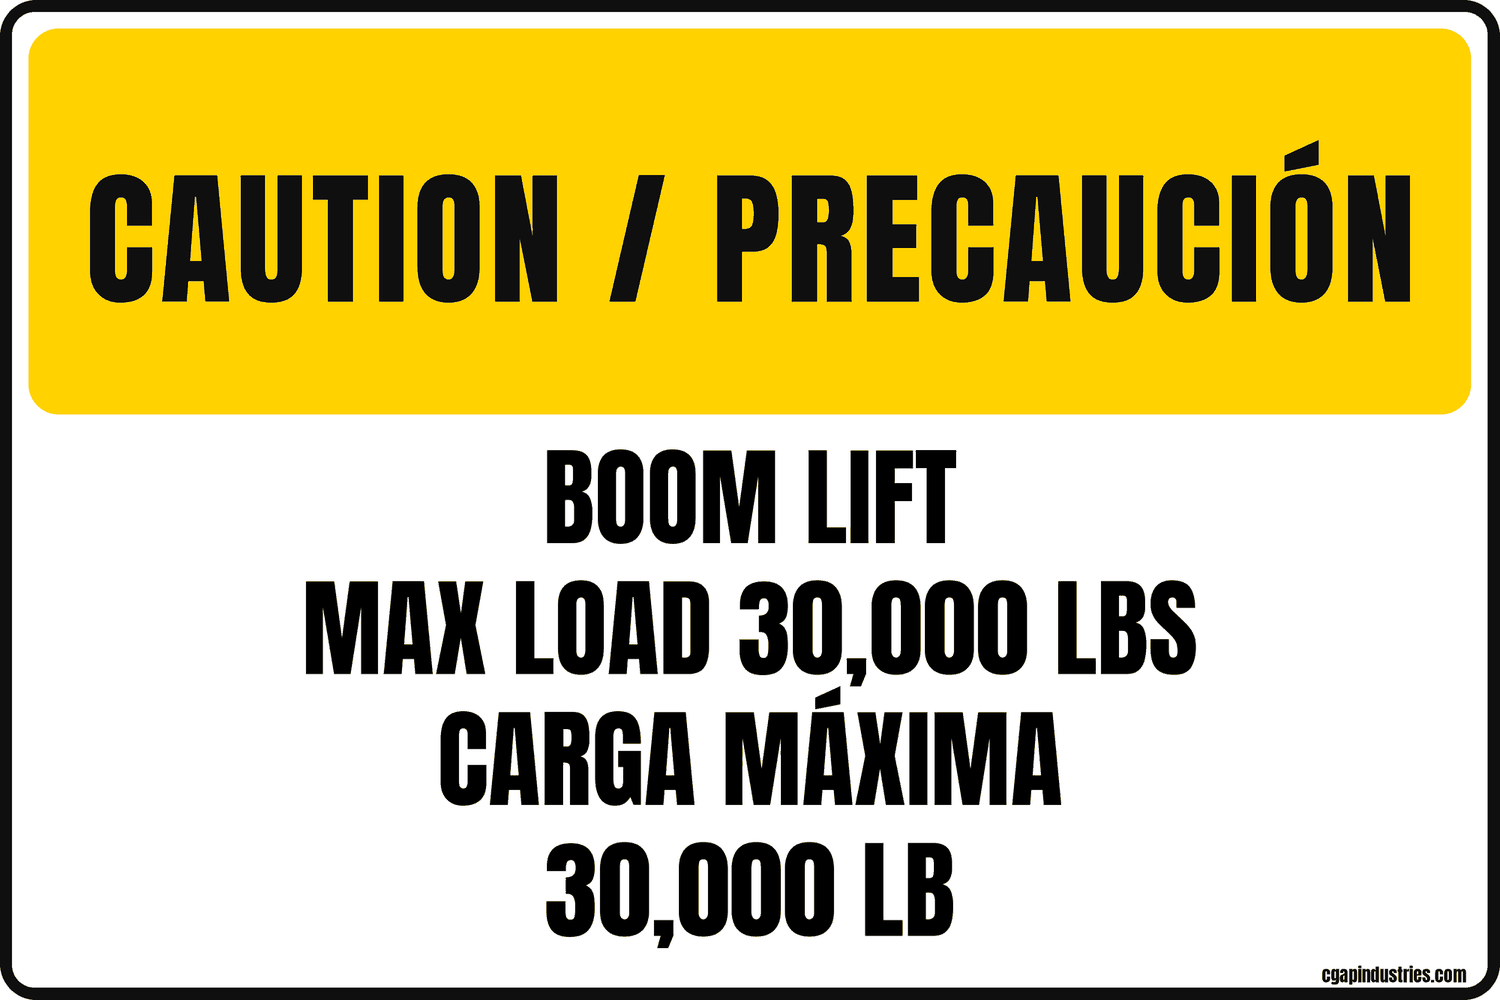 CAUTION / PRECAUCIÓN
BOOM LIFT
MAX LOAD 30,000 LBS
CARGA MÁXIMA
30,000 LB
cgapindustries.com